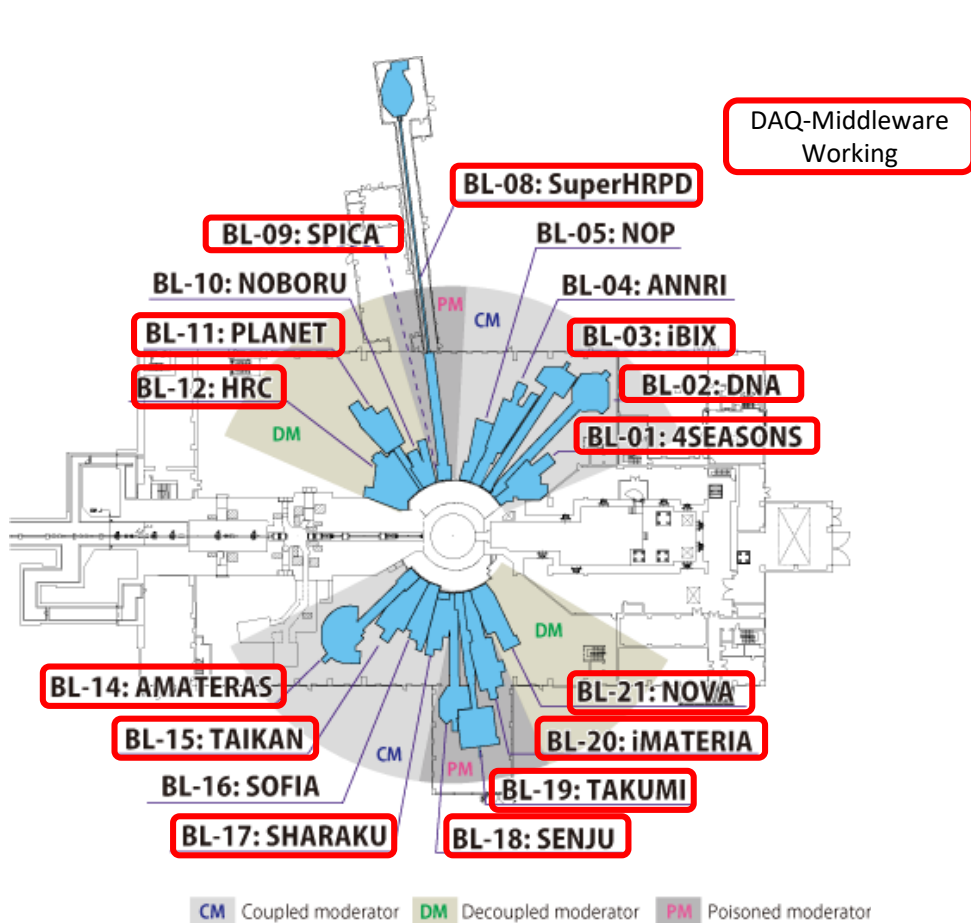 DAQ-Middleware
Working
BL-08: SuperHRPD
BL-09: SPICA
BL-05: NOP
BL-10: NOBORU
BL-04: ANNRI
PM
CM
BL-11: PLANET
BL-03: iBIX
BL-12: HRC
BL-02: DNA
DM
BL-01: 4SEASONS
DM
BL-14: AMATERAS
BL-21: NOVA
BL-15: TAIKAN
CM
BL-20: iMATERIA
PM
BL-16: SOFIA
BL-19: TAKUMI
BL-17: SHARAKU
BL-18: SENJU
CM Coupled moderator DM Decoupled moderator PM Poisoned moderator